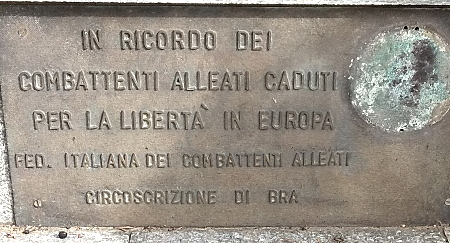 IN RICORDO DEI
COMBATTENTI ALLEATI CADUTI
PER LA LIBERTÀ IN EUROPA
FED. ITALIANA DEI COMBATTENTI ALLEATI
CIRCOSCRIZIONE DI BRA